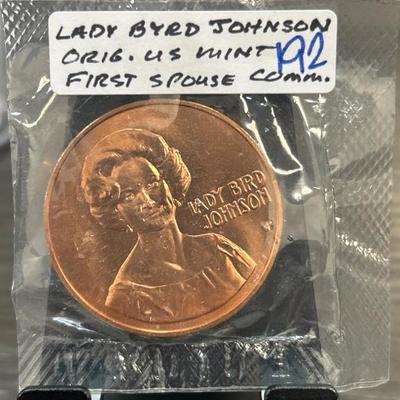 LADY BYRD JOHNSON
ORIG. US MINT 192
FIRST SPOUSE COMM.
LADY BIRD
JOHNSON